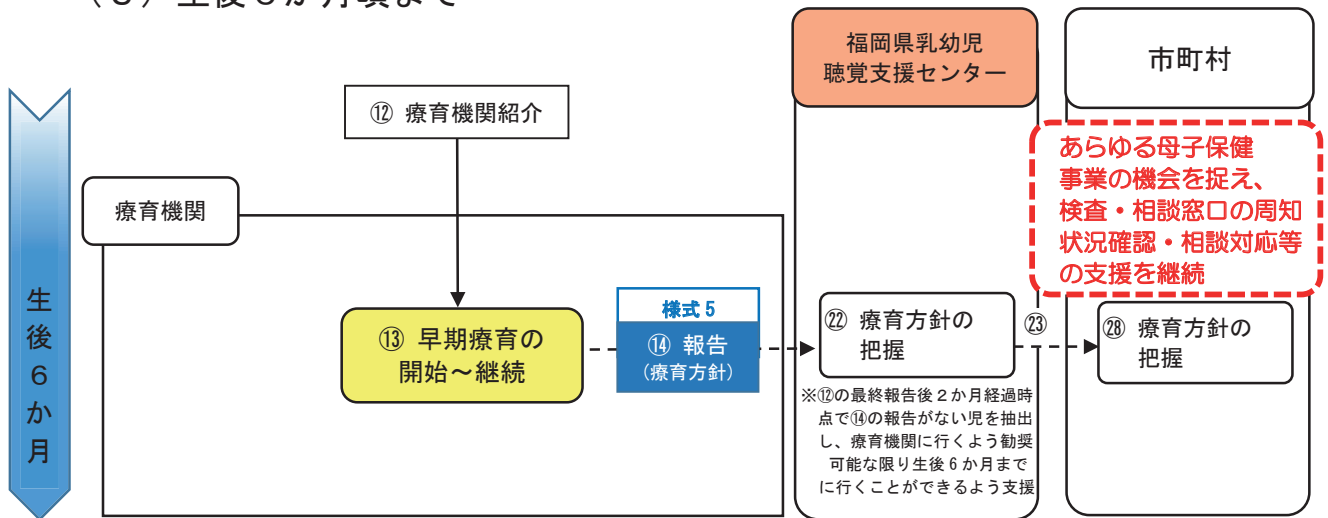 (3) 生後6か月頃まで
福岡県乳幼児
聴覚支援センター
市町村
⑫ 療育機関紹介
あらゆる母子保健
事業の機会を捉え、
検査・相談窓口の周知
状況確認・相談対応等
の支援を継続
療育機関
生後6か月
⑬ 早期療育の
開始～継続
様式5
⑭ 報告
(療育方針)
㉒ 療育方針の
把握
㉓
㉘ 療育方針の
把握
※⑫の最終報告後2か月経過時
点で⑭の報告がない児を抽出
し、療育機関に行くよう勧奨
可能な限り生後6か月まで
に行くことができるよう支援